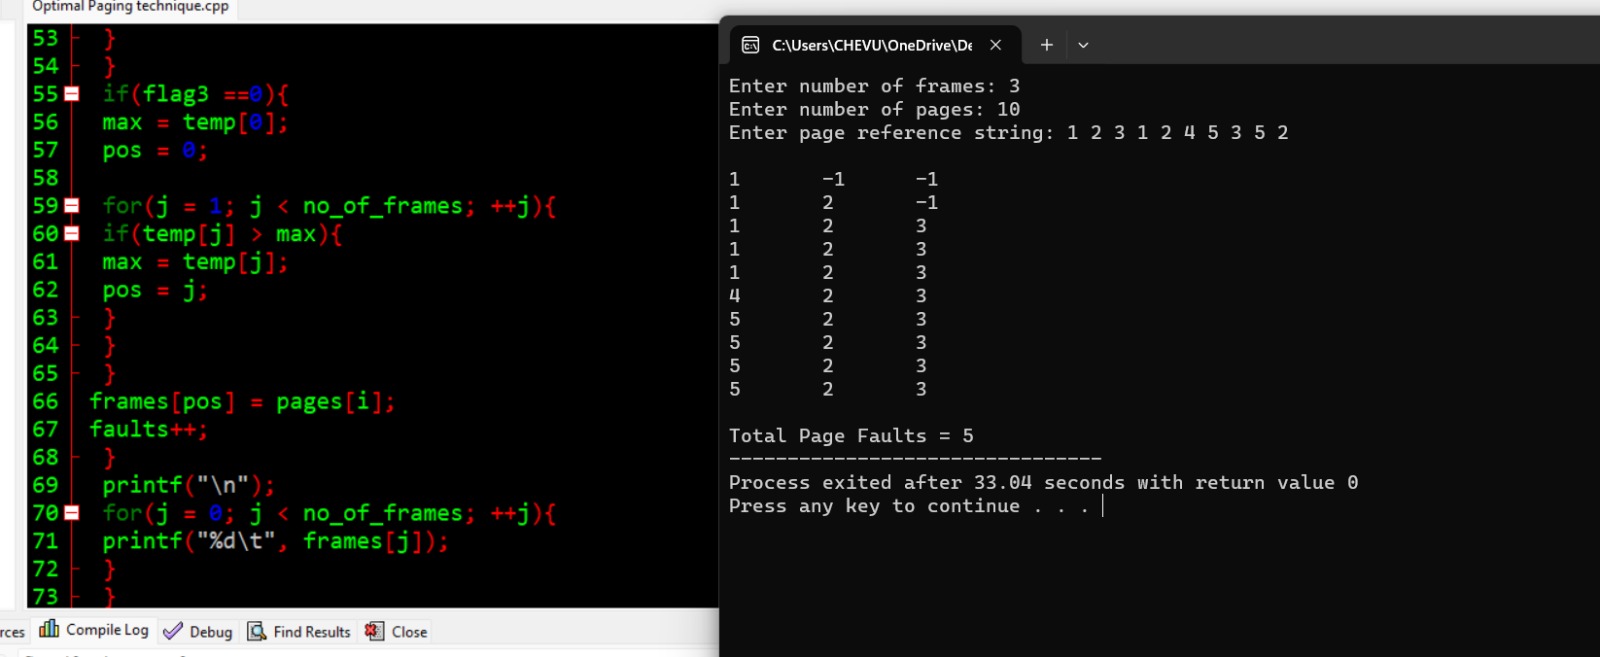 Optimal Paging technique.cpp
53 }
54 }
55 if(flag3 ==0){
56 max = temp[0];
57 pos = 0;
58
59 for(j = 1; j < no_of_frames; ++j){
60 if(temp[j] > max){
61 max = temp[j];
62 pos = j;
63 }
64 }
65 }
66 frames[pos] = pages[i];
67 faults++;
68 }
69 printf("\n");
70 for(j = 0; j < no_of_frames; ++j){
71 printf("%d\t", frames[j]);
72 }
73 }
rces Compile Log Debug Find Results Close
C:\Users\CHEVU\OneDrive\De
Enter number of frames: 3
Enter number of pages: 10
Enter page reference string: 1 2 3 1 2 4 5 3 5 2
1 -1 -1
1 2 -1
1 2 3
1 2 3
1 2 3
4 2 3
5 2 3
5 2 3
5 2 3
5 2 3
Total Page Faults = 5
--------------------------------
Process exited after 33.04 seconds with return value 0
Press any key to continue . . .